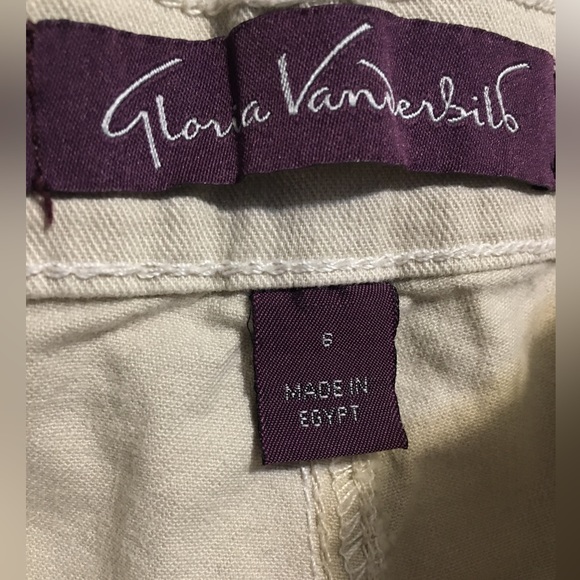 Gloria Vanderbilt
6
MADE IN
EGYPT